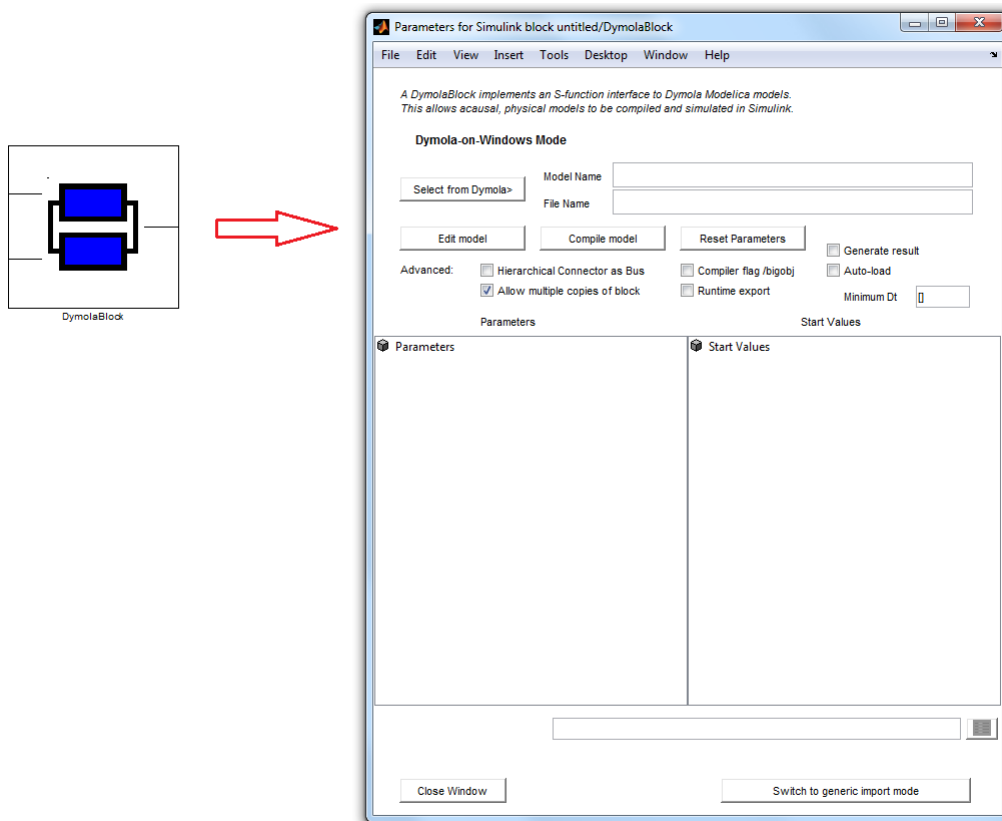 Parameters for Simulink block untitled/DymolaBlock
File Edit View Insert Tools Desktop Window Help
A DymolaBlock implements an S-function interface to Dymola Modelica models.
This allows acausal, physical models to be compiled and simulated in Simulink.
Dymola-on-Windows Mode
Select from Dymola>
Model Name
File Name
Edit model Compile model Reset Parameters
Generate result
Advanced: Hierarchical Connector as Bus Compiler flag /bigobj Auto-load
Allow multiple copies of block Runtime export Minimum Dt []
Parameters Start Values
Parameters Start Values
DymolaBlock
Close Window Switch to generic import mode